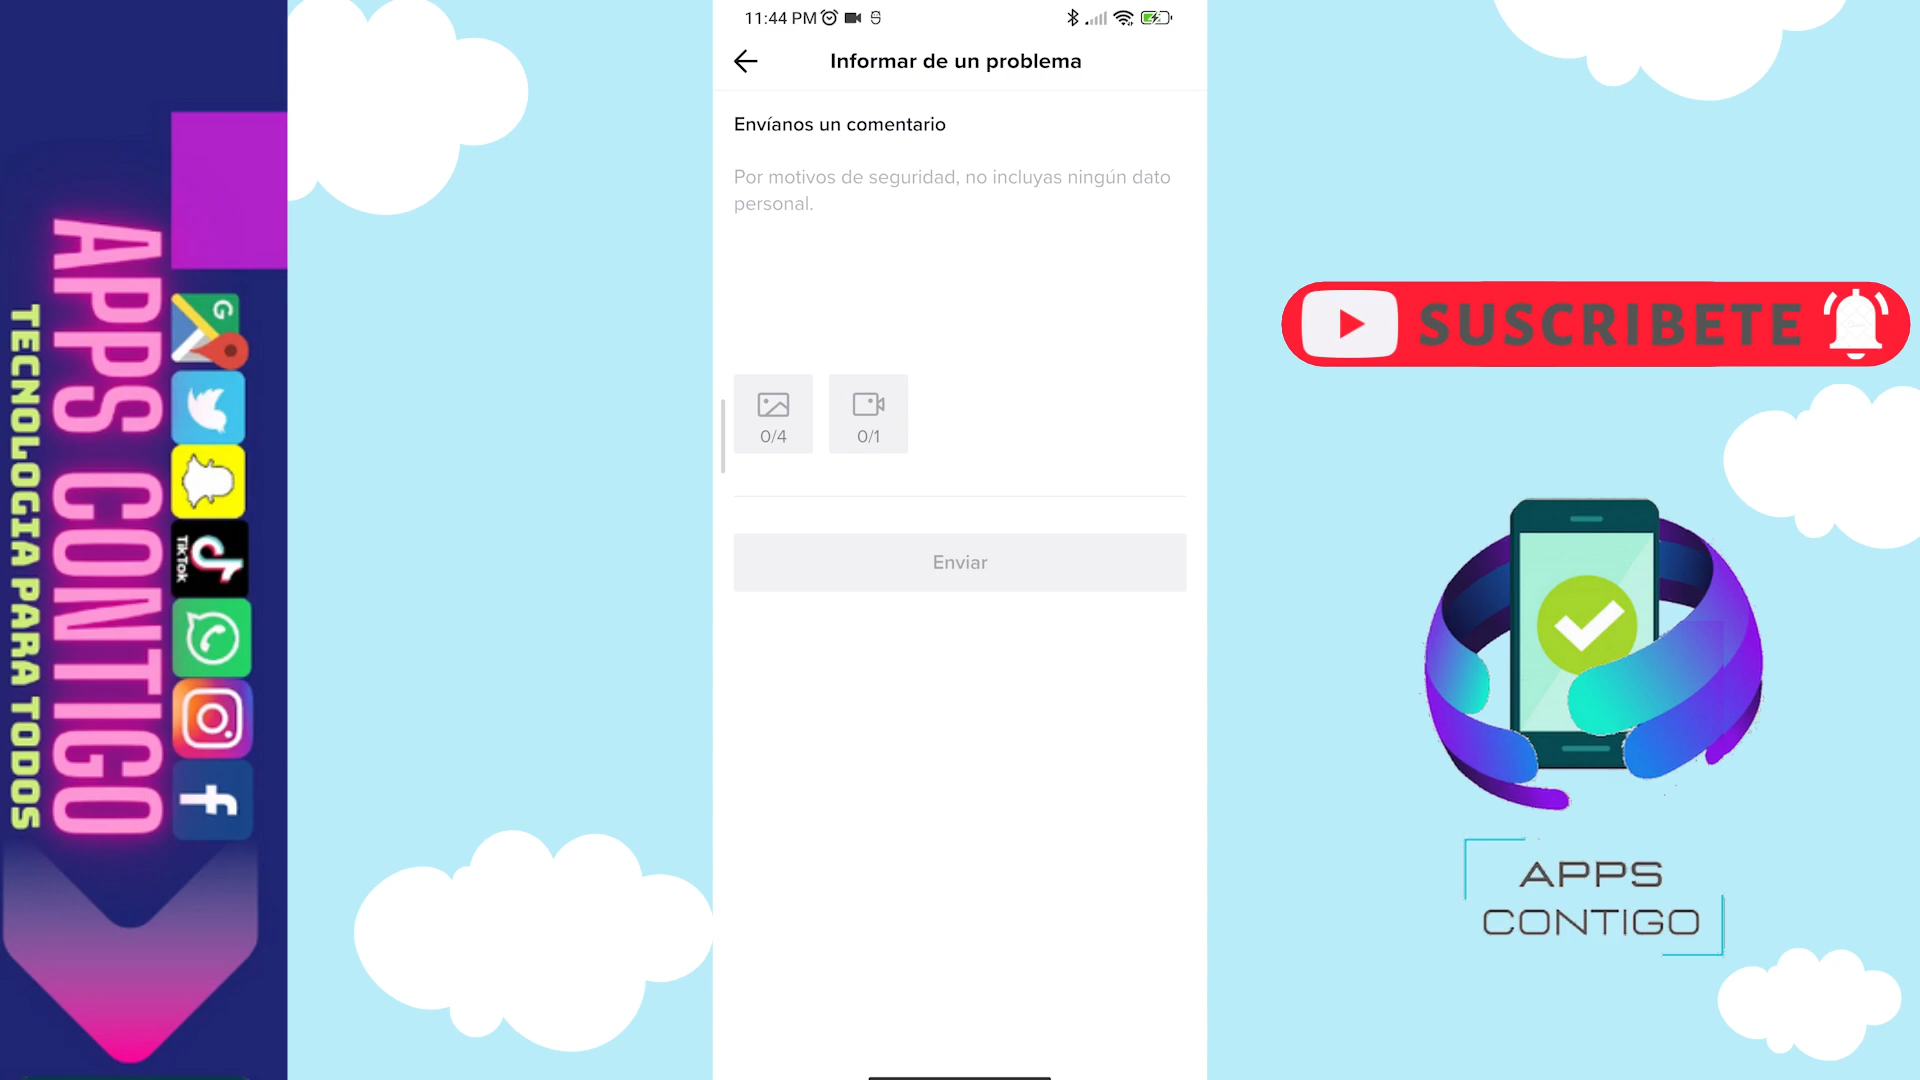 APPS CONTIGO
TECNOLOGIA PARA TODOS
G
TikTok
11:44 PM
Informar de un problema
Envíanos un comentario
Por motivos de seguridad, no incluyas ningún dato
personal.
0/4
0/1
Enviar
SUSCRIBETE
APPS
CONTIGO